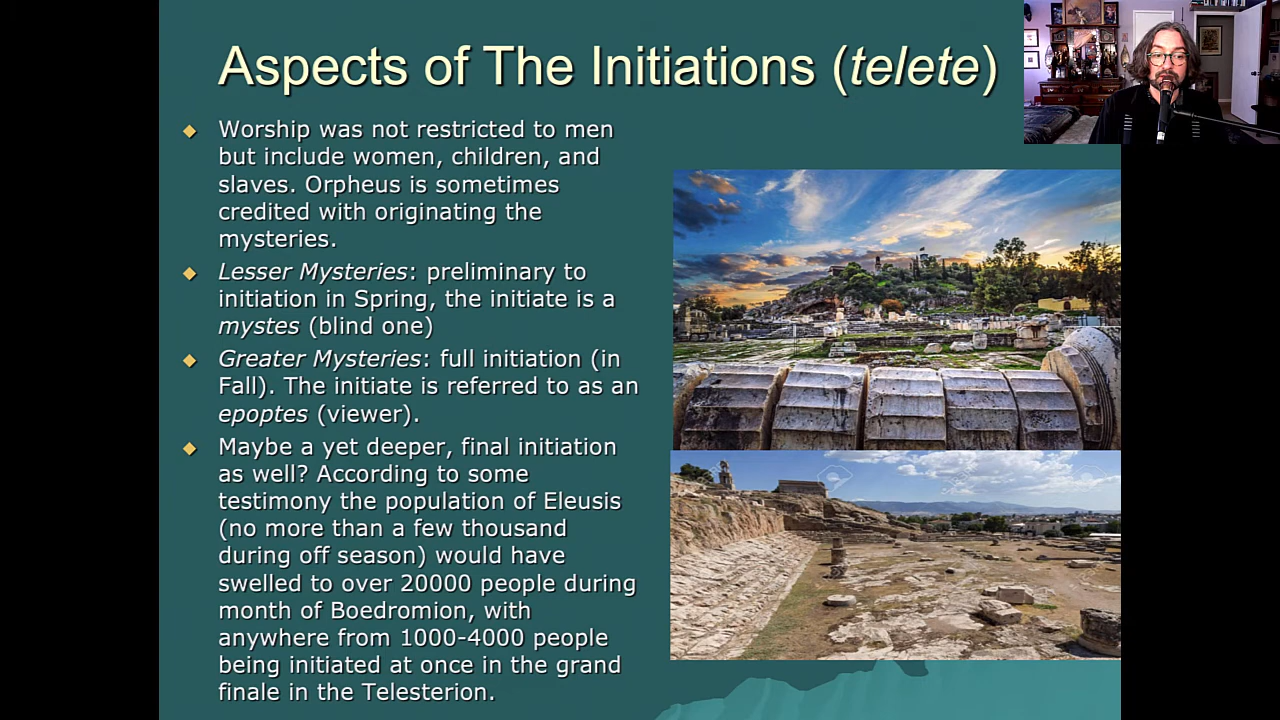 Aspects of The Initiations (telete)
Worship was not restricted to men
but include women, children, and
slaves. Orpheus is sometimes
credited with originating the
mysteries.
Lesser Mysteries: preliminary to
initiation in Spring, the initiate is a
mystes (blind one)
Greater Mysteries: full initiation (in
Fall). The initiate is referred to as an
epoptes (viewer).
Maybe a yet deeper, final initiation
as well? According to some
testimony the population of Eleusis
(no more than a few thousand
during off season) would have
swelled to over 20000 people during
month of Boedromion, with
anywhere from 1000-4000 people
being initiated at once in the grand
finale in the Telesterion.